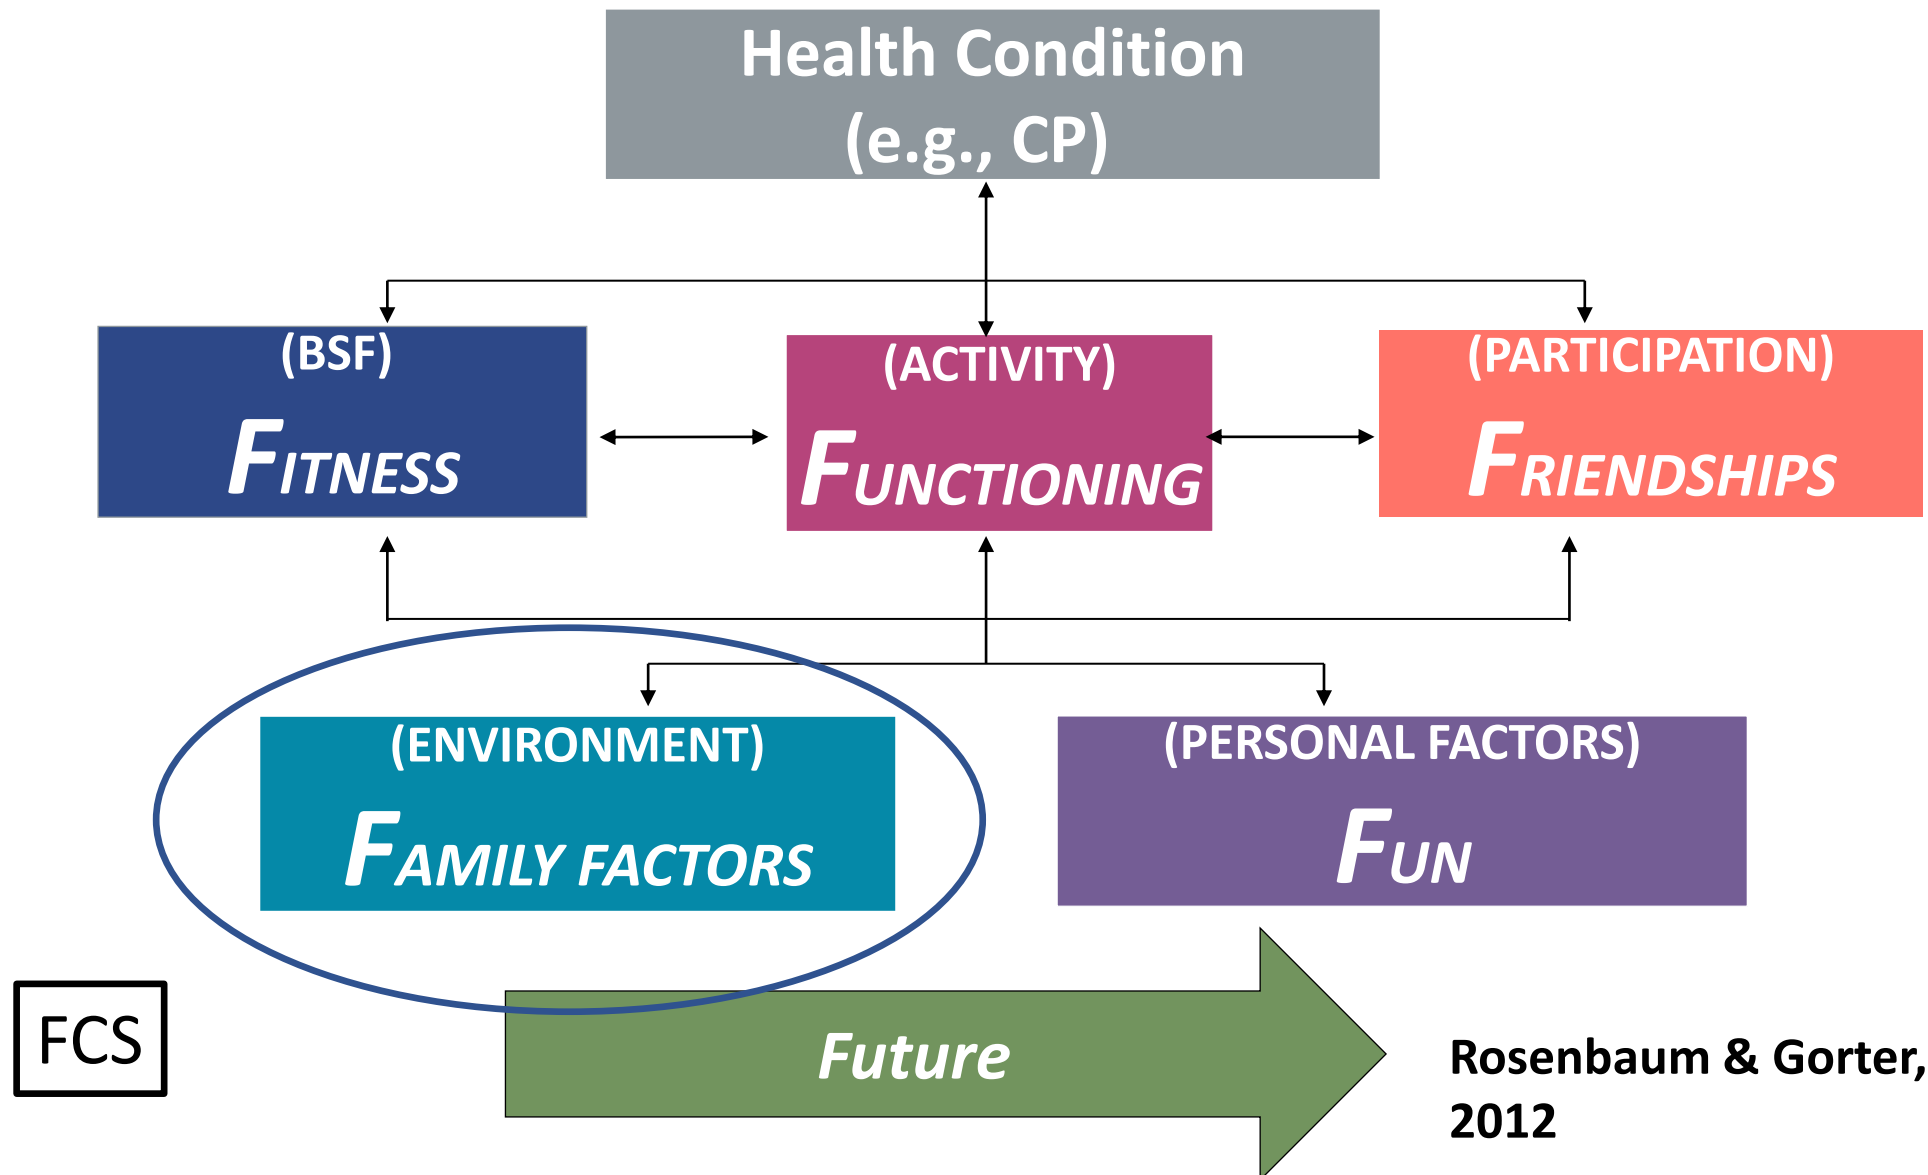 Health Condition
(e.g., CP)
(BSF)
FITNESS
(ACTIVITY)
FUNCTIONING
(PARTICIPATION)
FRIENDSHIPS
(ENVIRONMENT)
FAMILY FACTORS
(PERSONAL FACTORS)
FUN
FCS
Future
Rosenbaum & Gorter,
2012